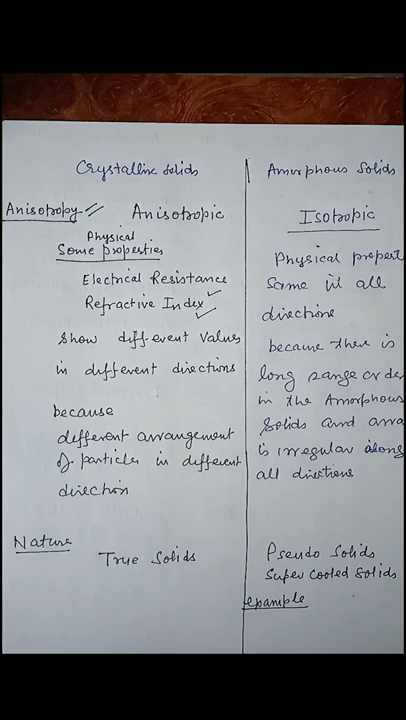 Crystalline solids
Amorphous Solids
Anisotropy
Anisotropic
Isotropic
Physical
Some properties
Electrical Resistance
Refractive Index
Show different values
in different directions
because
different arrangement
of particles in different
direction
Physical propert
Same in all
directions
because there is
long range order
in the Amorphous
Solids and arra
is irregular along
all directions
Nature
True Solids
Pseudo Solids
Super Cooled Solids
example